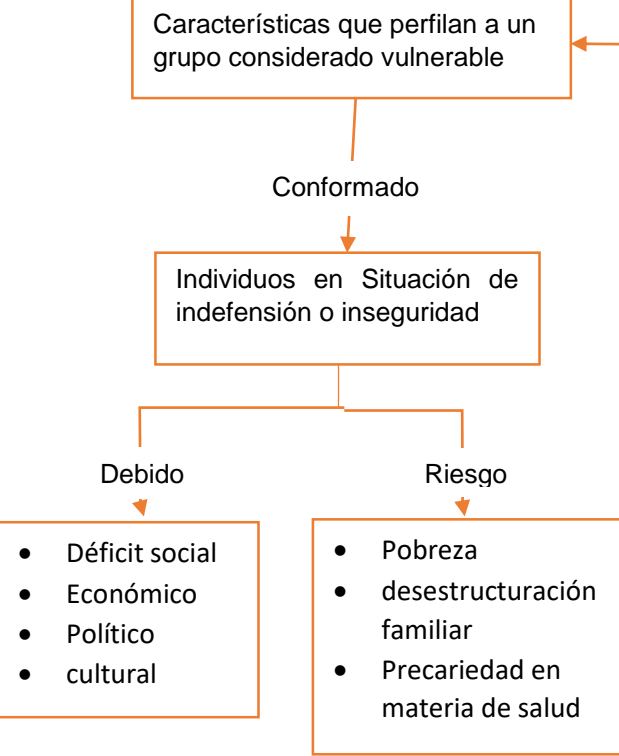 Características que perfilan a un
grupo considerado vulnerable
Conformado
Individuos en Situación de
indefensión o inseguridad
Debido
Riesgo
• Déficit social
• Económico
• Político
• cultural
• Pobreza
• desestructuración
familiar
• Precariedad en
materia de salud